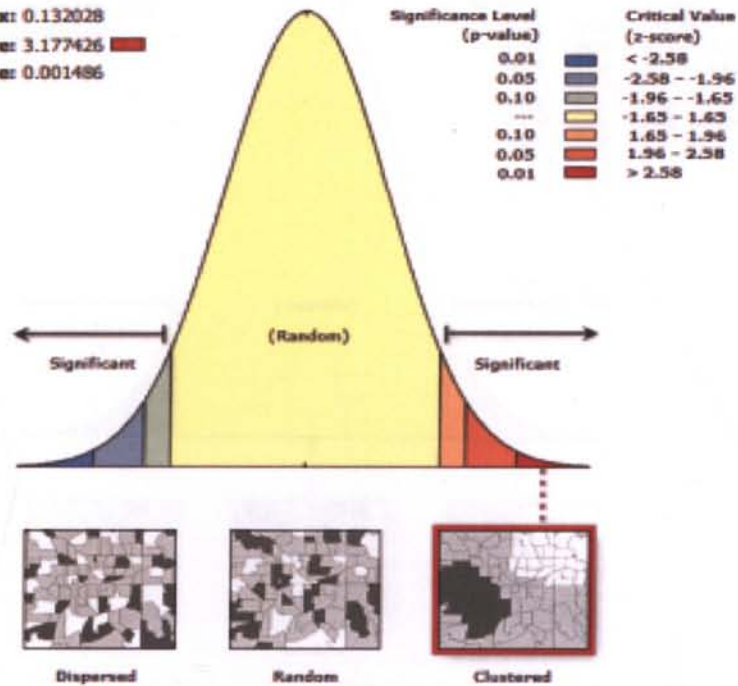 x: 0.132028
e: 3.177426
e: 0.001486
Significance Level
(p-value)
0.01
0.05
0.10
---
0.10
0.05
0.01
Critical Value
(z-score)
< -2.58
-2.58 - -1.96
-1.96 - -1.65
-1.65 - 1.65
1.65 - 1.96
1.96 - 2.58
> 2.58
(Random)
Significant
Significant
Dispersed
Random
Clustered